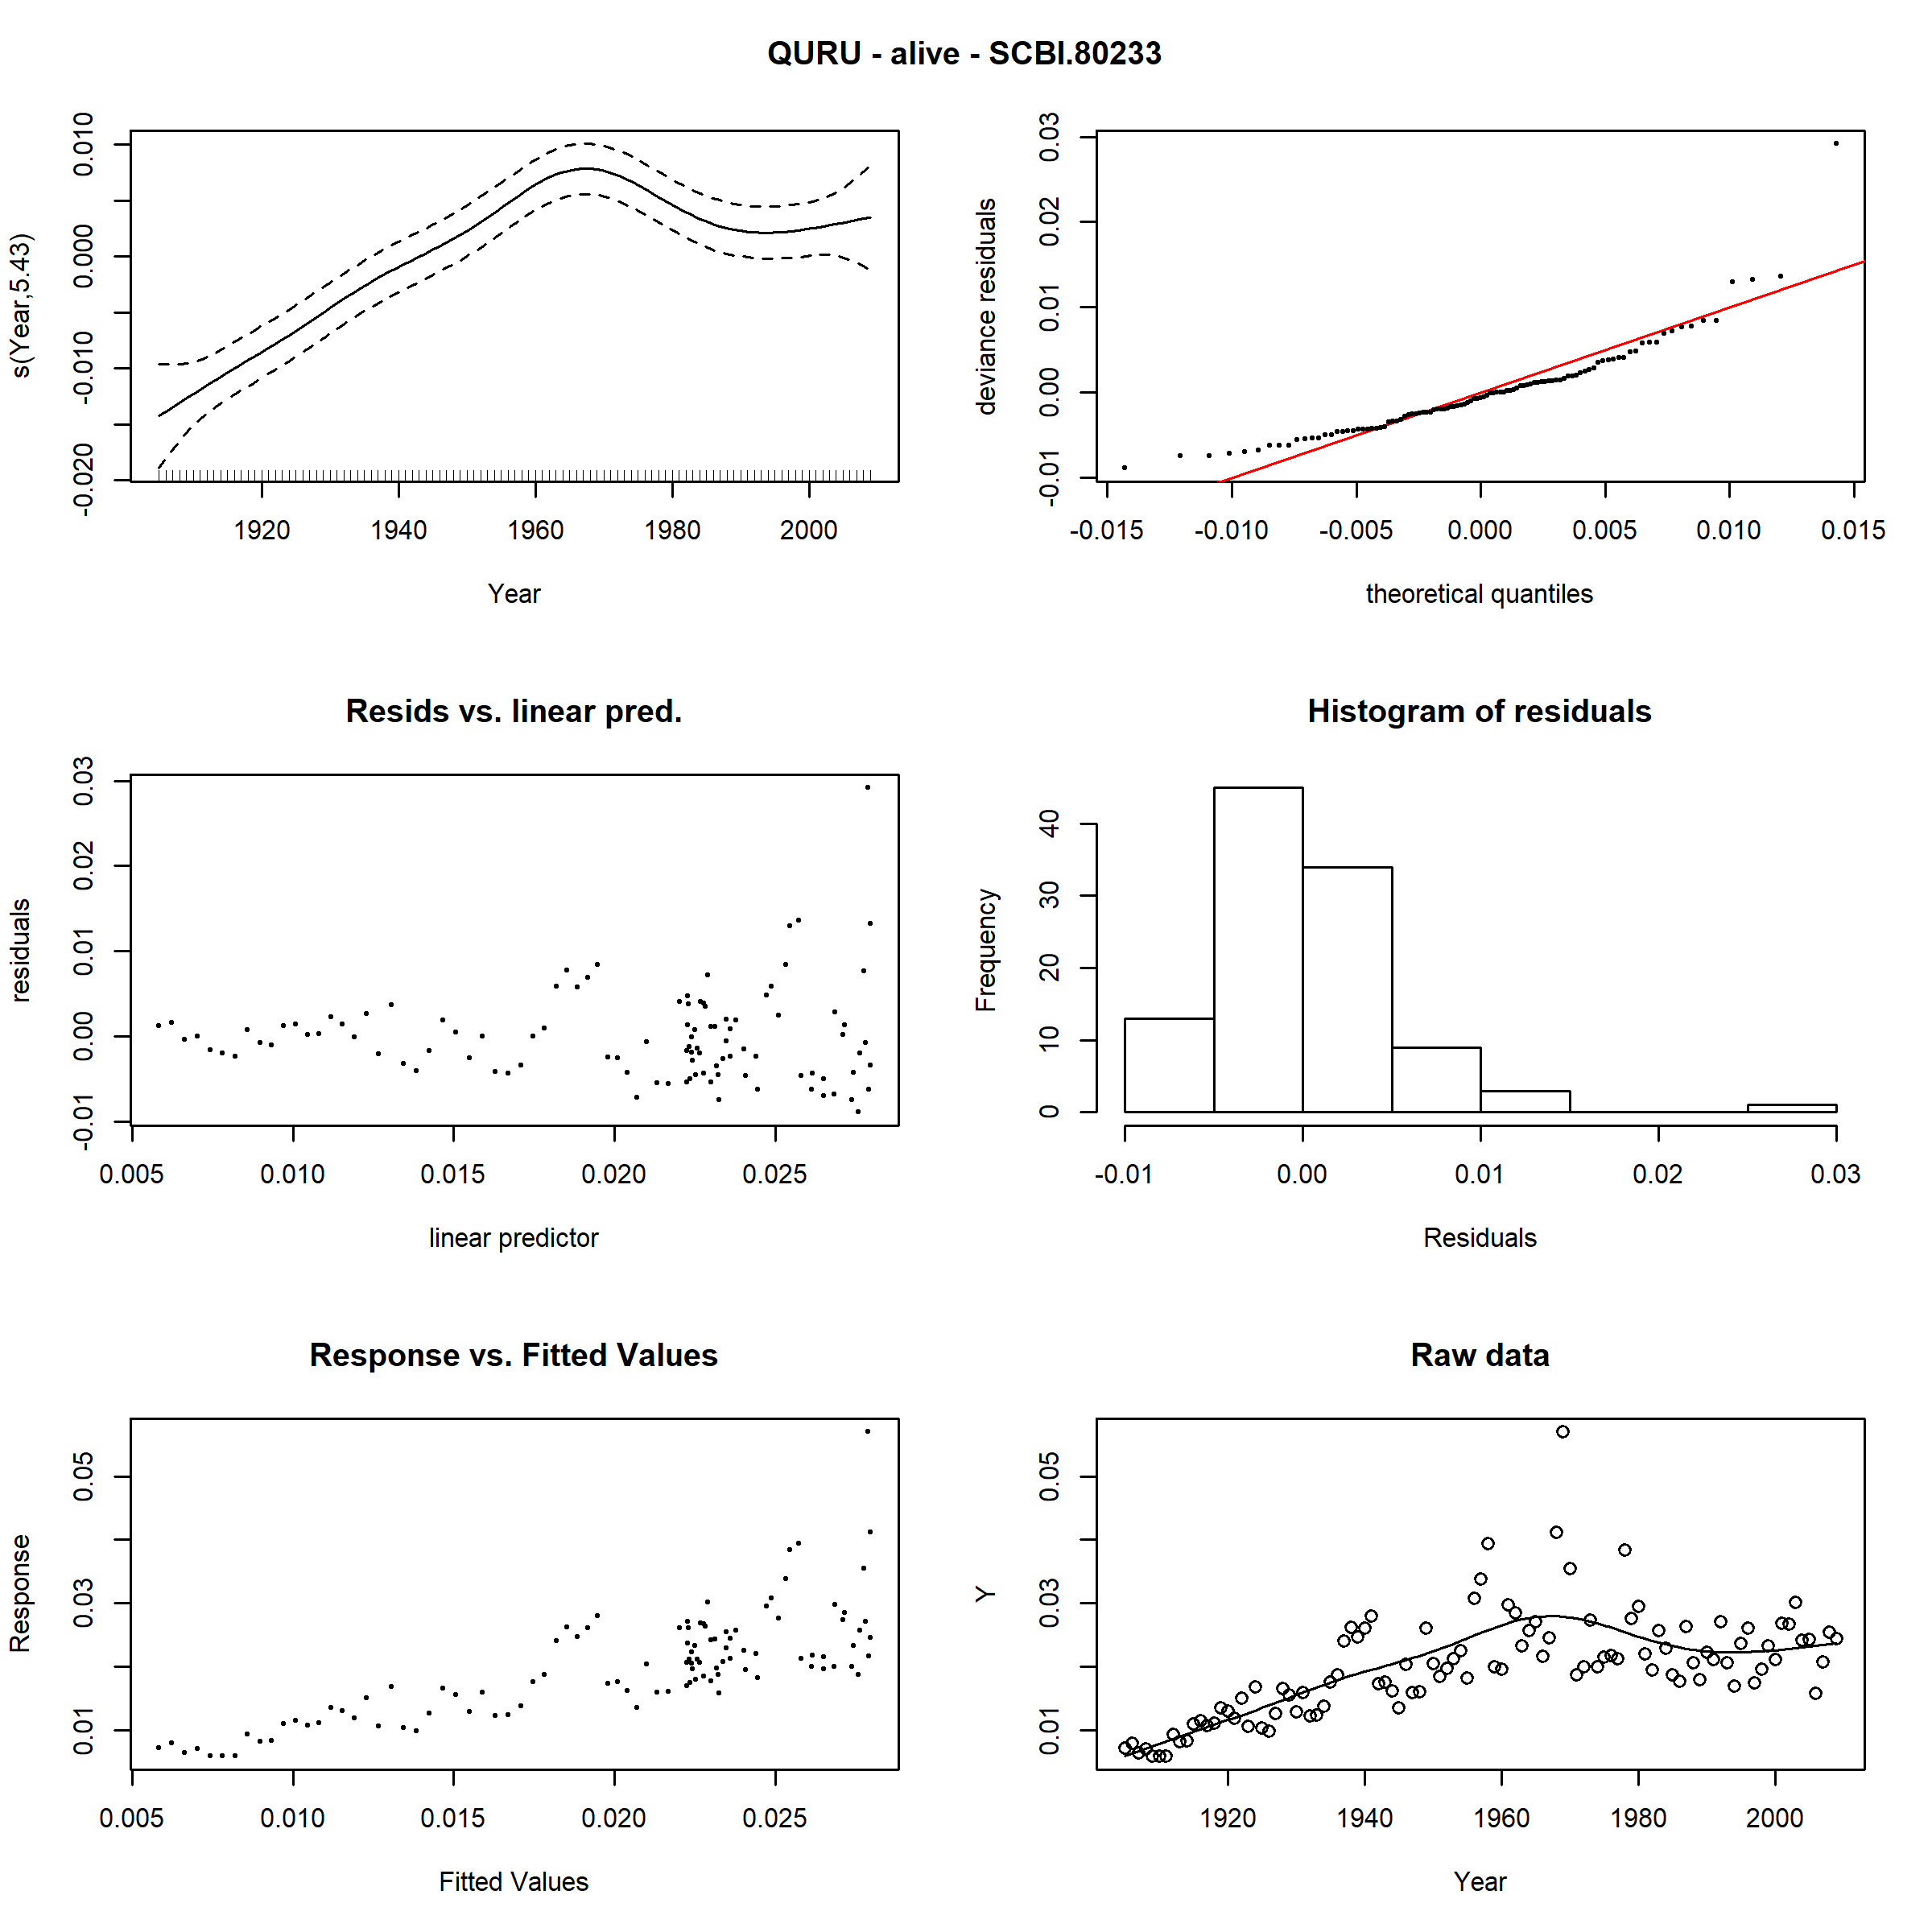 QURU - alive - SCBI.80233
s(Year,5.43)
-0.020 -0.010 0.000 0.010
1920 1940 1960 1980 2000
Year
deviance residuals
-0.01 0.00 0.01 0.02 0.03
-0.015 -0.010 -0.005 0.000 0.005 0.010 0.015
theoretical quantiles
Resids vs. linear pred.
residuals
-0.01 0.00 0.01 0.02 0.03
0.005 0.010 0.015 0.020 0.025
linear predictor
Histogram of residuals
Frequency
0 10 20 30 40
-0.01 0.00 0.01 0.02 0.03
Residuals
Response vs. Fitted Values
Response
0.01 0.03 0.05
0.005 0.010 0.015 0.020 0.025
Fitted Values
Raw data
Y
0.01 0.03 0.05
1920 1940 1960 1980 2000
Year